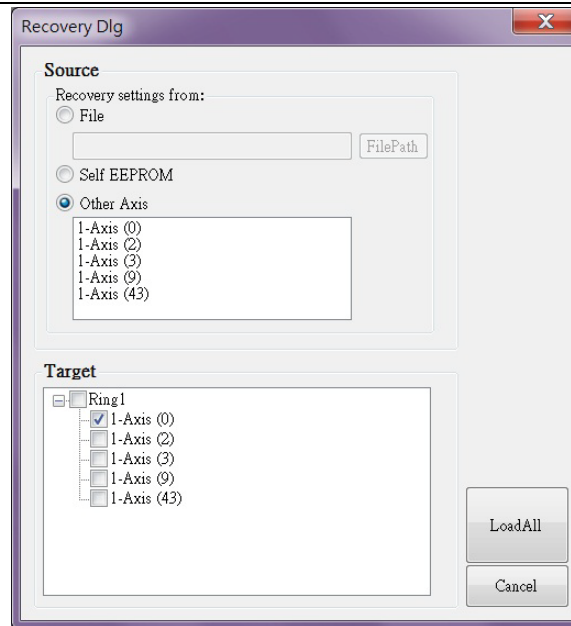 Recovery Dlg
Source
Recovery settings from:
File
FilePath
Self EEPROM
Other Axis
1-Axis (0)
1-Axis (2)
1-Axis (3)
1-Axis (9)
1-Axis (43)
Target
Ring1
1-Axis (0)
1-Axis (2)
1-Axis (3)
1-Axis (9)
1-Axis (43)
LoadAll
Cancel